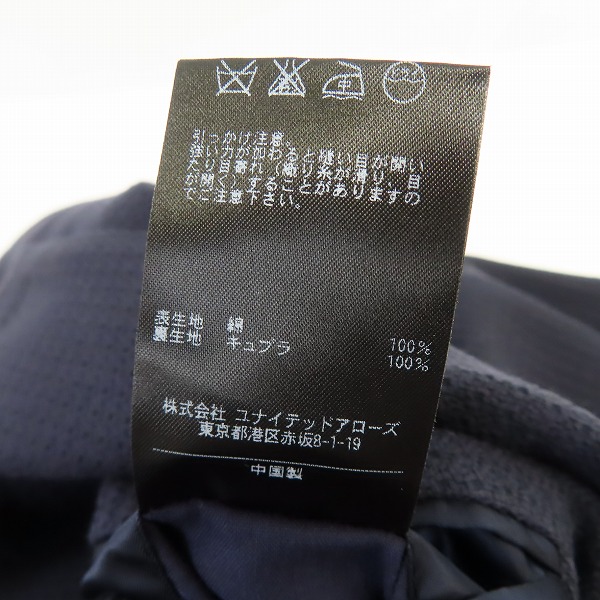 中
引っかけ注意。
強い力が加わると縫い目が開い
たり目寄れ（織り糸が滑り、目
が開く）することがありますの
でご注意下さい。
表生地 綿 100%
裏生地 キュプラ 100%
株式会社 ユナイテッドアローズ
東京都港区赤坂8-1-19
中国製